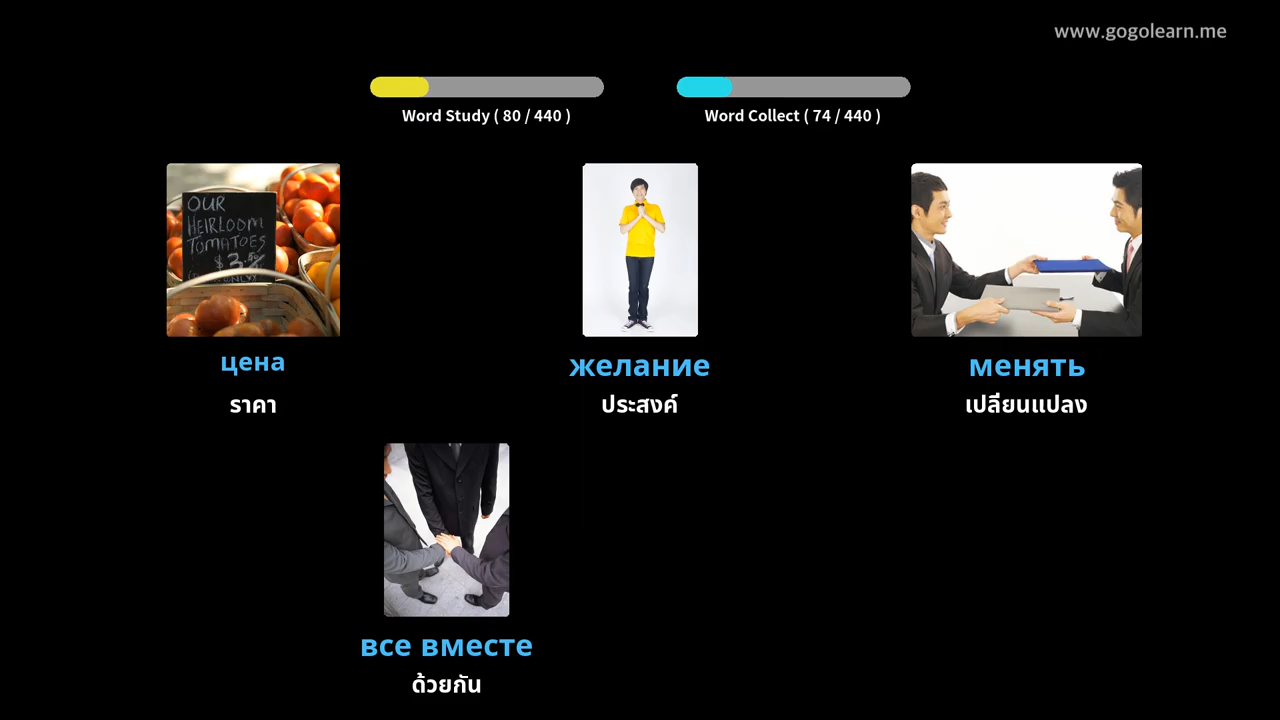 www.gogolearn.me
Word Study ( 80 / 440 )
Word Collect ( 74 / 440 )
OUR
HEIRLOOM
TOMATOES
цена
ราคา
желание
ประสงค์
менять
เปลี่ยนแปลง
все вместе
ด้วยกัน